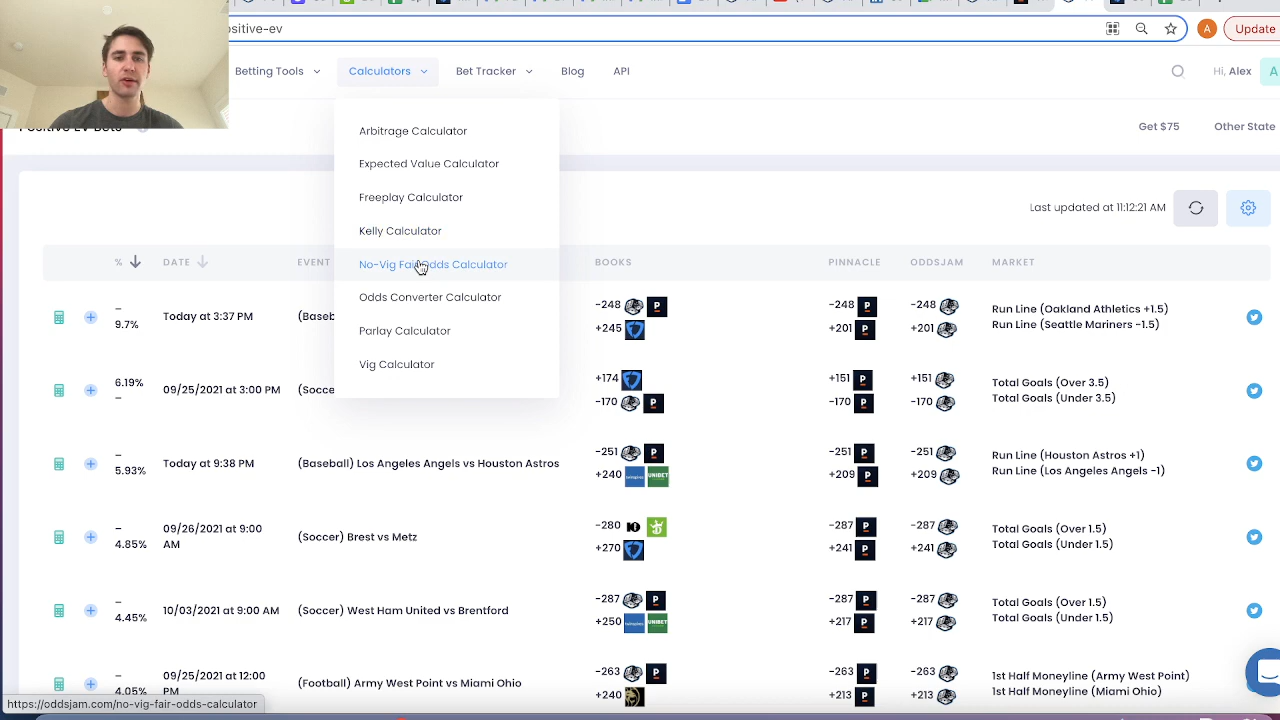 ositive-ev
Update
Betting Tools
Calculators
Bet Tracker
Blog
API
Hi, Alex
A
Get $75
Other State
Arbitrage Calculator
Expected Value Calculator
Freeplay Calculator
Kelly Calculator
No-Vig Fair Odds Calculator
Odds Converter Calculator
Parlay Calculator
Vig Calculator
Last updated at 11:12:21 AM
% DATE EVENT BOOKS PINNACLE ODDSJAM MARKET
–
9.7%
Today at 3:37 PM
(Baseb
-248
+245
-248
+201
-248
+201
Run Line (Oakland Athletics +1.5)
Run Line (Seattle Mariners -1.5)
6.19%
–
09/25/2021 at 3:00 PM
(Socce
+174
-170
+151
-170
+151
-170
Total Goals (Over 3.5)
Total Goals (Under 3.5)
–
5.93%
Today at 9:38 PM
(Baseball) Los Angeles Angels vs Houston Astros
-251
+240
UNIBET
-251
+209
-251
+209
Run Line (Houston Astros +1)
Run Line (Los Angeles Angels -1)
–
4.85%
09/26/2021 at 9:00
AM
(Soccer) Brest vs Metz
-280
+270
-287
+241
-287
+241
Total Goals (Over 1.5)
Total Goals (Under 1.5)
–
4.45%
10/03/2021 at 9:00 AM
(Soccer) West Ham United vs Brentford
-287
+250
UNIBET
-287
+217
-287
+217
Total Goals (Over 1.5)
Total Goals (Under 1.5)
–
4.05%
09/25/2021 at 12:00
PM
(Football) Army West Point vs Miami Ohio
-263
+240
-263
+213
-263
+213
1st Half Moneyline (Army West Point)
1st Half Moneyline (Miami Ohio)